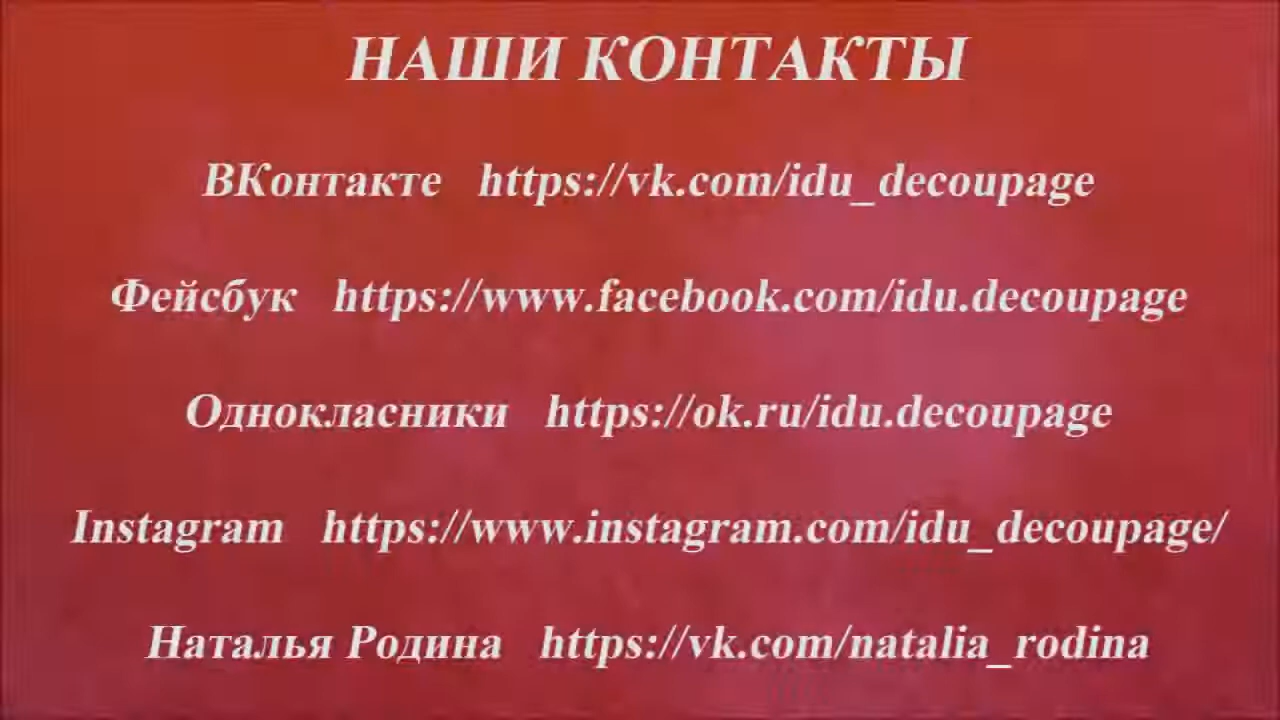 НАШИ КОНТАКТЫ
ВКонтакте https://vk.com/idu_decoupage
Фейсбук https://www.facebook.com/idu.decoupage
Однокласники https://ok.ru/idu.decoupage
Instagram https://www.instagram.com/idu_decoupage/
Наталья Родина https://vk.com/natalia_rodina